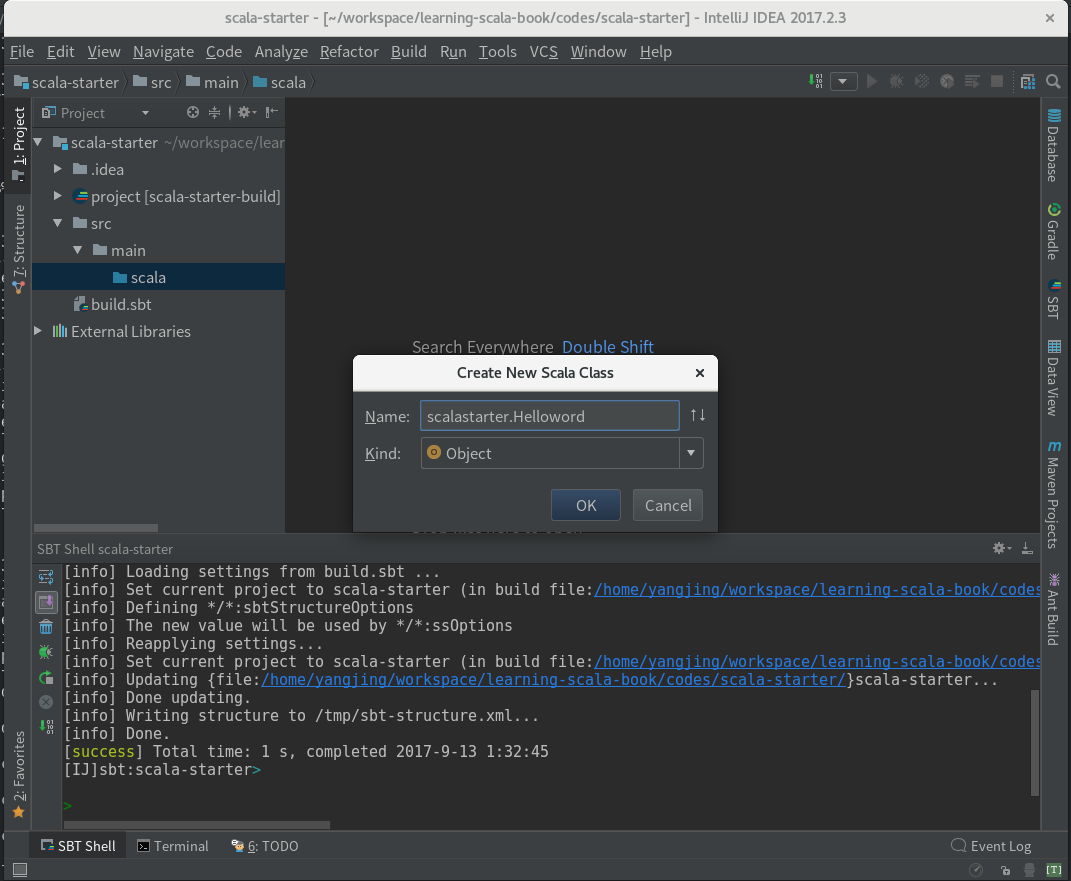 scala-starter - [~/workspace/learning-scala-book/codes/scala-starter] - IntelliJ IDEA 2017.2.3
File Edit View Navigate Code Analyze Refactor Build Run Tools VCS Window Help
scala-starter src main scala
Project
1: Project
7: Structure
2: Favorites
scala-starter ~/workspace/lear
.idea
project [scala-starter-build]
src
main
scala
build.sbt
External Libraries
Search Everywhere Double Shift
Create New Scala Class
Name: scalastarter.Helloword
Kind: Object
OK Cancel
Database
Gradle
SBT
Data View
Maven Projects
Ant Build
SBT Shell scala-starter
[info] Loading settings from build.sbt ...
[info] Set current project to scala-starter (in build file:/home/yangjing/workspace/learning-scala-book/codes
[info] Defining */*:sbtStructureOptions
[info] The new value will be used by */*:ssOptions
[info] Reapplying settings...
[info] Set current project to scala-starter (in build file:/home/yangjing/workspace/learning-scala-book/codes
[info] Updating {file:/home/yangjing/workspace/learning-scala-book/codes/scala-starter/}scala-starter...
[info] Done updating.
[info] Writing structure to /tmp/sbt-structure.xml...
[info] Done.
[success] Total time: 1 s, completed 2017-9-13 1:32:45
[IJ]sbt:scala-starter>
>
SBT Shell Terminal 6: TODO Event Log
[T]